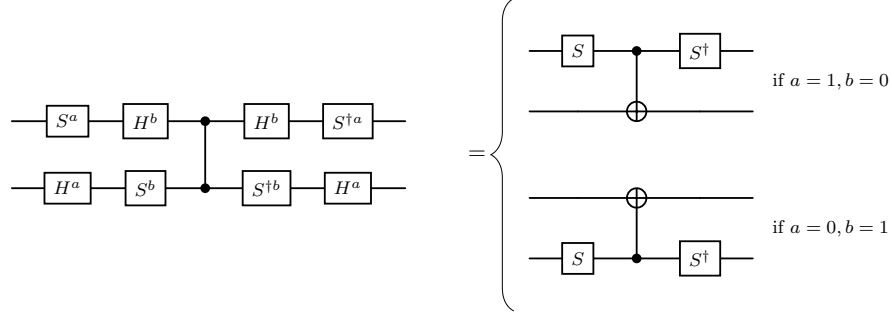 S^a H^b H^b S^{†a}
H^a S^b S^{†b} H^a
=
S S^†
if a = 1, b = 0
if a = 0, b = 1
S S^†